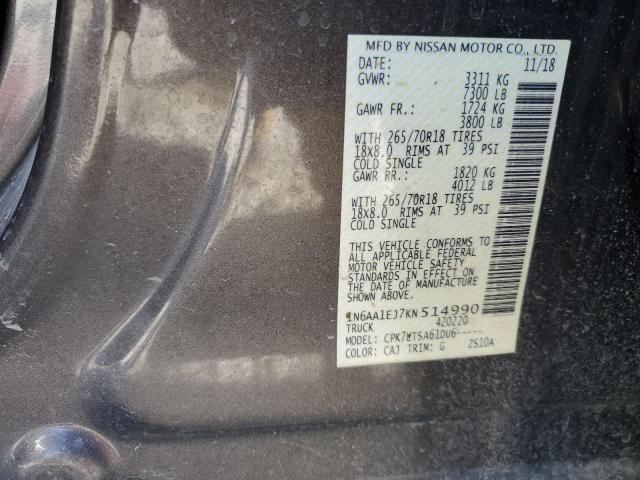 MFD BY NISSAN MOTOR CO., LTD.
DATE: 11/18
GVWR: 3311 KG
7300 LB
GAWR FR.: 1724 KG
3800 LB
WITH 265/70R18 TIRES
18X8.0 RIMS AT 39 PSI
COLD SINGLE
GAWR RR.: 1820 KG
4012 LB
WITH 265/70R18 TIRES
18X8.0 RIMS AT 39 PSI
COLD SINGLE
THIS VEHICLE CONFORMS TO
ALL APPLICABLE FEDERAL
MOTOR VEHICLE SAFETY
STANDARDS IN EFFECT ON
THE DATE OF MANUFACTURE
SHOWN ABOVE.
1N6AA1EJ7KN514990
TRUCK 420220
MODEL: CPK7WTSA61DU6-----
COLOR: CAJ TRIM: G ZS10A